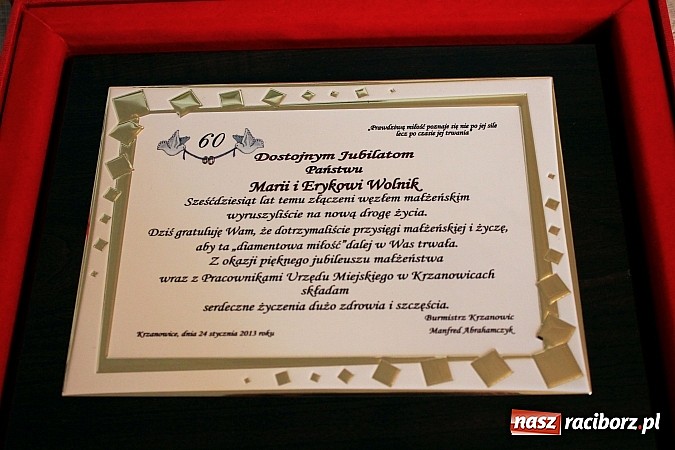 „Prawdziwą miłość poznaje się nie po jej sile
lecz po czasie jej trwania”
60
Dostojnym Jubilatom
Państwu
Marii i Erykowi Wolnik
Sześćdziesiąt lat temu złączeni węzłem małżeńskim
wyruszyliście na nową drogę życia.
Dziś gratuluję Wam, że dotrzymaliście przysięgi małżeńskiej i życzę,
aby ta „diamentowa miłość”dalej w Was trwała.
Z okazji pięknego jubileuszu małżeństwa
wraz z Pracownikami Urzędu Miejskiego w Krzanowicach
składam
serdeczne życzenia dużo zdrowia i szczęścia.
Burmistrz Krzanowic
Krzanowice, dnia 24 stycznia 2013 roku
Manfred Abrahamczyk
nasz raciborz.pl